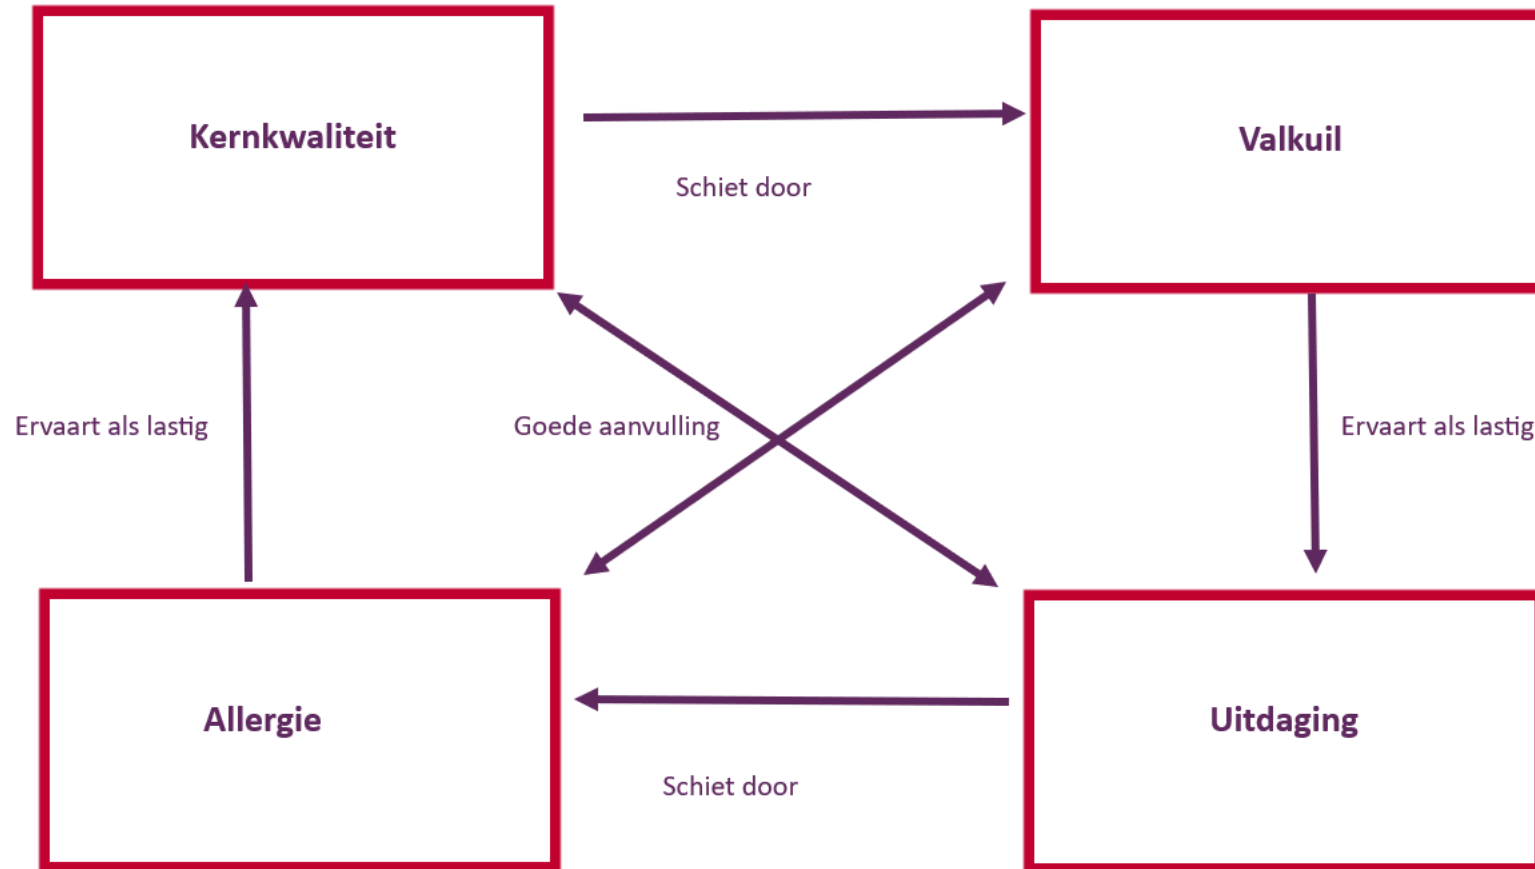 Kernkwaliteit
Valkuil
Schiet door
Ervaart als lastig
Goede aanvulling
Ervaart als lastig
Allergie
Uitdaging
Schiet door